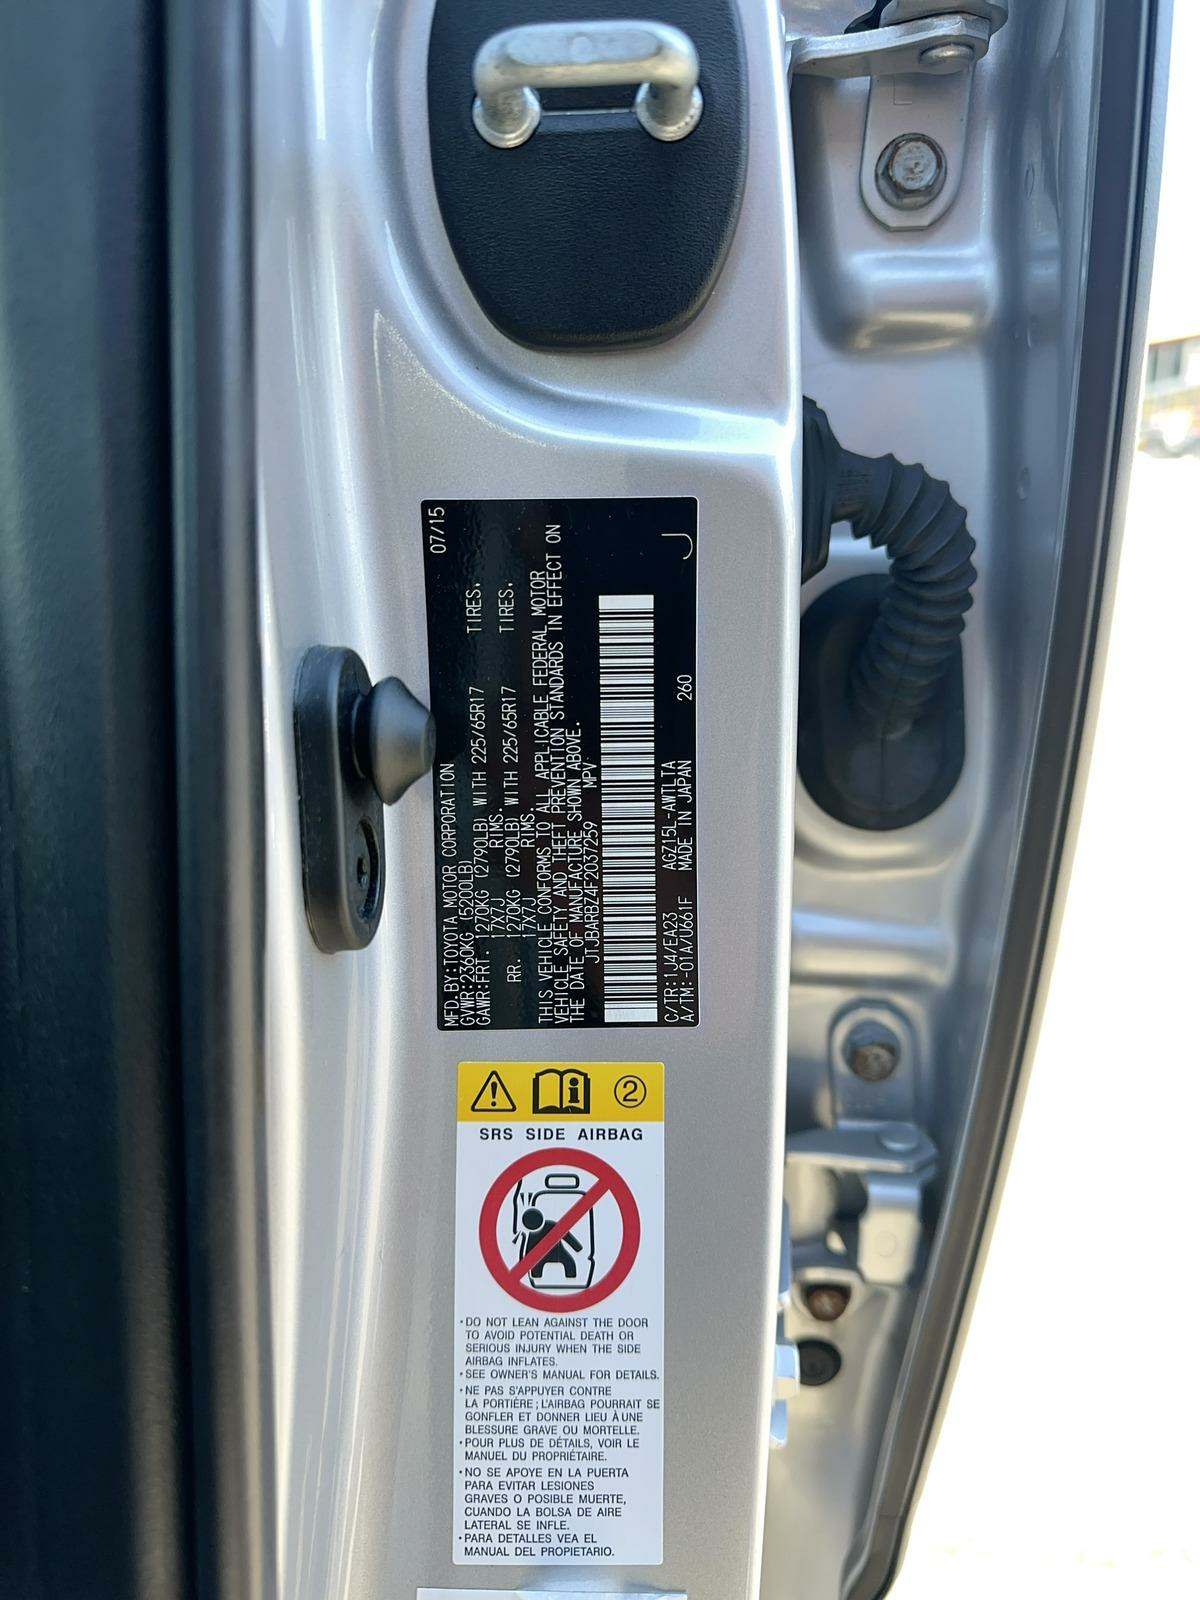 MFD.BY:TOYOTA MOTOR CORPORATION 07/15
GVWR:2360KG (5200LB)
GAWR:FRT. 1270KG (2790LB) WITH 225/65R17 TIRES.
17X7J RIMS.
RR. 1270KG (2790LB) WITH 225/65R17 TIRES.
17X7J RIMS.
THIS VEHICLE CONFORMS TO ALL APPLICABLE FEDERAL MOTOR
VEHICLE SAFETY AND THEFT PREVENTION STANDARDS IN EFFECT ON
THE DATE OF MANUFACTURE SHOWN ABOVE.
JTJBARBZ4F2037259 MPV
C/TR:1J4/EA23 AGZ15L-AWTLTA
A/TM:-01A/U661F MADE IN JAPAN 260
J
2
SRS SIDE AIRBAG
•DO NOT LEAN AGAINST THE DOOR
TO AVOID POTENTIAL DEATH OR
SERIOUS INJURY WHEN THE SIDE
AIRBAG INFLATES.
•SEE OWNER'S MANUAL FOR DETAILS.
•NE PAS S'APPUYER CONTRE
LA PORTIÈRE ; L'AIRBAG POURRAIT SE
GONFLER ET DONNER LIEU À UNE
BLESSURE GRAVE OU MORTELLE.
•POUR PLUS DE DÉTAILS, VOIR LE
MANUEL DU PROPRIÉTAIRE.
•NO SE APOYE EN LA PUERTA
PARA EVITAR LESIONES
GRAVES O POSIBLE MUERTE,
CUANDO LA BOLSA DE AIRE
LATERAL SE INFLE.
•PARA DETALLES VEA EL
MANUAL DEL PROPIETARIO.
L